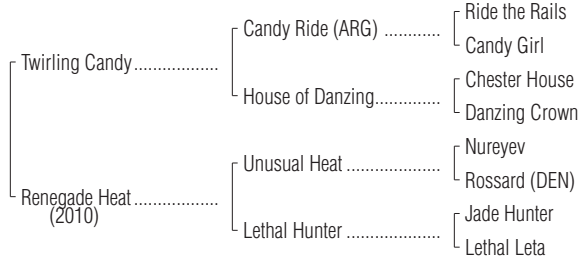 Ride the Rails
Candy Ride (ARG) ............
Candy Girl
Twirling Candy..................
Chester House
House of Danzing..............
Danzing Crown
Nureyev
Unusual Heat ....................
Rossard (DEN)
Renegade Heat..................
(2010)
Jade Hunter
Lethal Hunter ....................
Lethal Leta